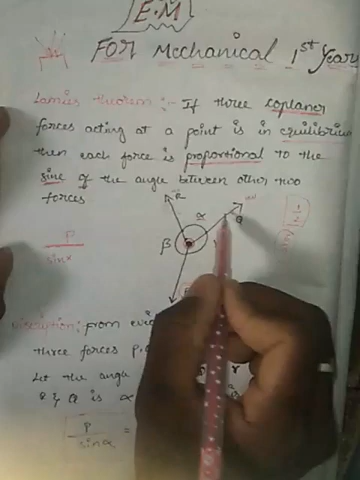 E.M
FOR Mechanical 1st Years
Lamis theorem :- If three coplaner
forces acting at a point is in equilibrium
then each force is proportional to the
sine of the angle between other two
forces
R
α
Q
β
P
sinα
1
2
three forces P
Let the angle
& Q is α
P
sinα =